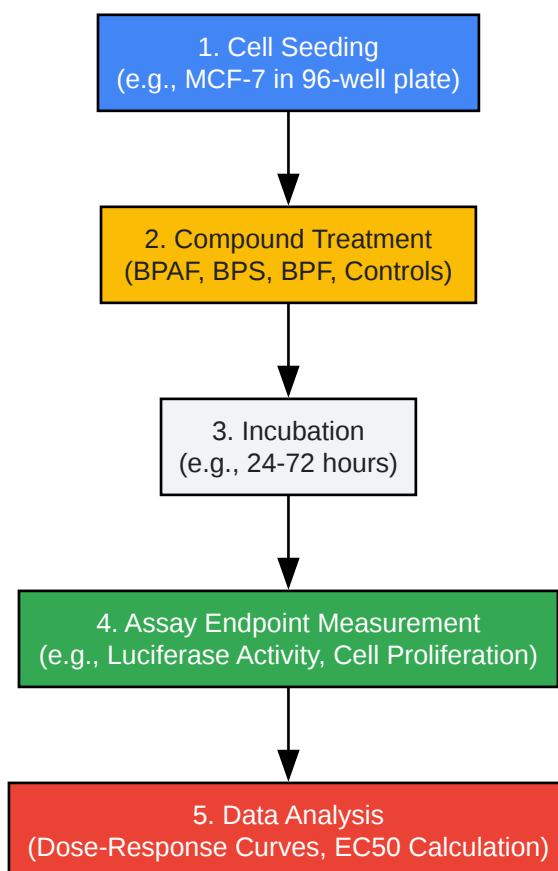 1. Cell Seeding
(e.g., MCF-7 in 96-well plate)
2. Compound Treatment
(BPAF, BPS, BPF, Controls)
3. Incubation
(e.g., 24-72 hours)
4. Assay Endpoint Measurement
(e.g., Luciferase Activity, Cell Proliferation)
5. Data Analysis
(Dose-Response Curves, EC50 Calculation)